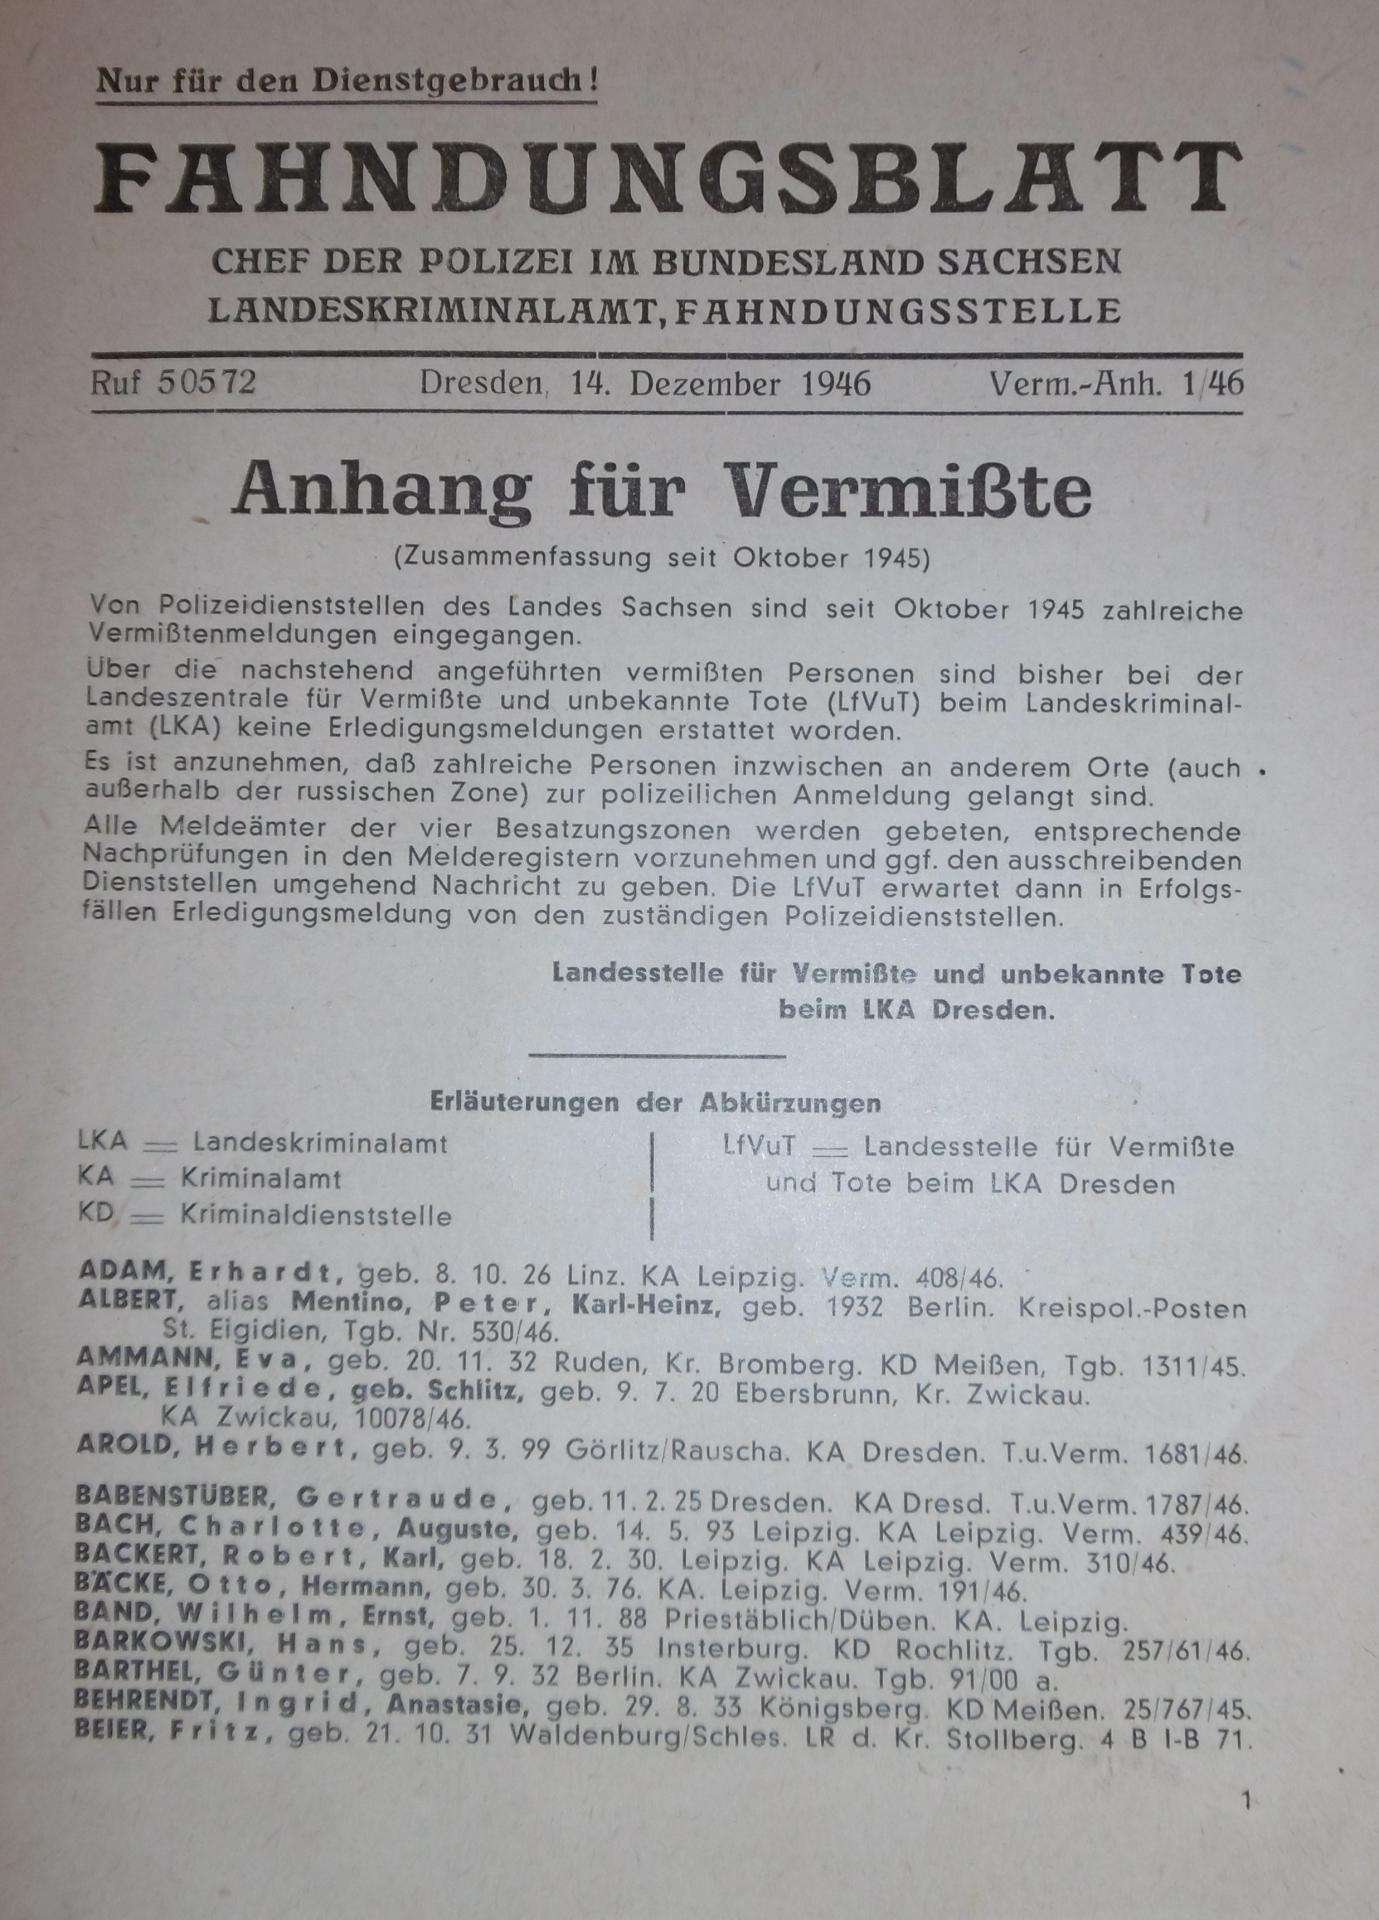 Nur für den Dienstgebrauch!
FAHNDUNGSBLATT
CHEF DER POLIZEI IM BUNDESLAND SACHSEN
LANDESKRIMINALAMT, FAHNDUNGSSTELLE
Ruf 50572 Dresden, 14. Dezember 1946 Verm.-Anh. 1/46
Anhang für Vermißte
(Zusammenfassung seit Oktober 1945)
Von Polizeidienststellen des Landes Sachsen sind seit Oktober 1945 zahlreiche
Vermißtenmeldungen eingegangen.
Über die nachstehend angeführten vermißten Personen sind bisher bei der
Landeszentrale für Vermißte und unbekannte Tote (LfVuT) beim Landeskriminal-
amt (LKA) keine Erledigungsmeldungen erstattet worden.
Es ist anzunehmen, daß zahlreiche Personen inzwischen an anderem Orte (auch
außerhalb der russischen Zone) zur polizeilichen Anmeldung gelangt sind.
Alle Meldeämter der vier Besatzungszonen werden gebeten, entsprechende
Nachprüfungen in den Melderegistern vorzunehmen und ggf. den ausschreibenden
Dienststellen umgehend Nachricht zu geben. Die LfVuT erwartet dann in Erfolgs-
fällen Erledigungsmeldung von den zuständigen Polizeidienststellen.
Landesstelle für Vermißte und unbekannte Tote
beim LKA Dresden.
Erläuterungen der Abkürzungen
LKA = Landeskriminalamt
KA = Kriminalamt
KD = Kriminaldienststelle
LfVuT = Landesstelle für Vermißte
und Tote beim LKA Dresden
ADAM, Erhardt, geb. 8. 10. 26 Linz. KA Leipzig. Verm. 408/46.
ALBERT, alias Mentino, Peter, Karl-Heinz, geb. 1932 Berlin. Kreispol.-Posten
St. Eigidien, Tgb. Nr. 530/46.
AMMANN, Eva, geb. 20. 11. 32 Ruden, Kr. Bromberg. KD Meißen, Tgb. 1311/45.
APEL, Elfriede, geb. Schlitz, geb. 9. 7. 20 Ebersbrunn, Kr. Zwickau.
KA Zwickau, 10078/46.
AROLD, Herbert, geb. 9. 3. 99 Görlitz/Rauscha. KA Dresden. T.u.Verm. 1681/46.
BABENSTÜBER, Gertraude, geb. 11. 2. 25 Dresden. KA Dresd. T.u.Verm. 1787/46.
BACH, Charlotte, Auguste, geb. 14. 5. 93 Leipzig. KA Leipzig. Verm. 439/46.
BACKERT, Robert, Karl, geb. 18. 2. 30. Leipzig. KA Leipzig. Verm. 310/46.
BÄCKE, Otto, Hermann, geb. 30. 3. 76. KA. Leipzig. Verm. 191/46.
BAND, Wilhelm, Ernst, geb. 1. 11. 88 Priestäblich/Düben. KA. Leipzig.
BARKOWSKI, Hans, geb. 25. 12. 35 Insterburg. KD Rochlitz. Tgb. 257/61/46.
BARTHEL, Günter, geb. 7. 9. 32 Berlin. KA Zwickau. Tgb. 91/00 a.
BEHRENDT, Ingrid, Anastasie, geb. 29. 8. 33 Königsberg. KD Meißen. 25/767/45.
BEIER, Fritz, geb. 21. 10. 31 Waldenburg/Schles. LR d. Kr. Stollberg. 4 B I-B 71.
1